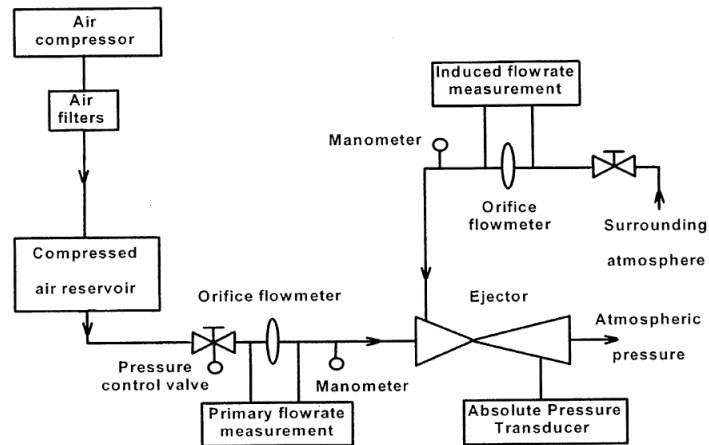 Air
compressor
Air
filters
Compressed
air reservoir
Pressure
control valve
Orifice flowmeter
Primary flowrate
measurement
Manometer
Induced flowrate
measurement
Manometer
Orifice
flowmeter
Surrounding
atmosphere
Ejector
Atmospheric
pressure
Absolute Pressure
Transducer